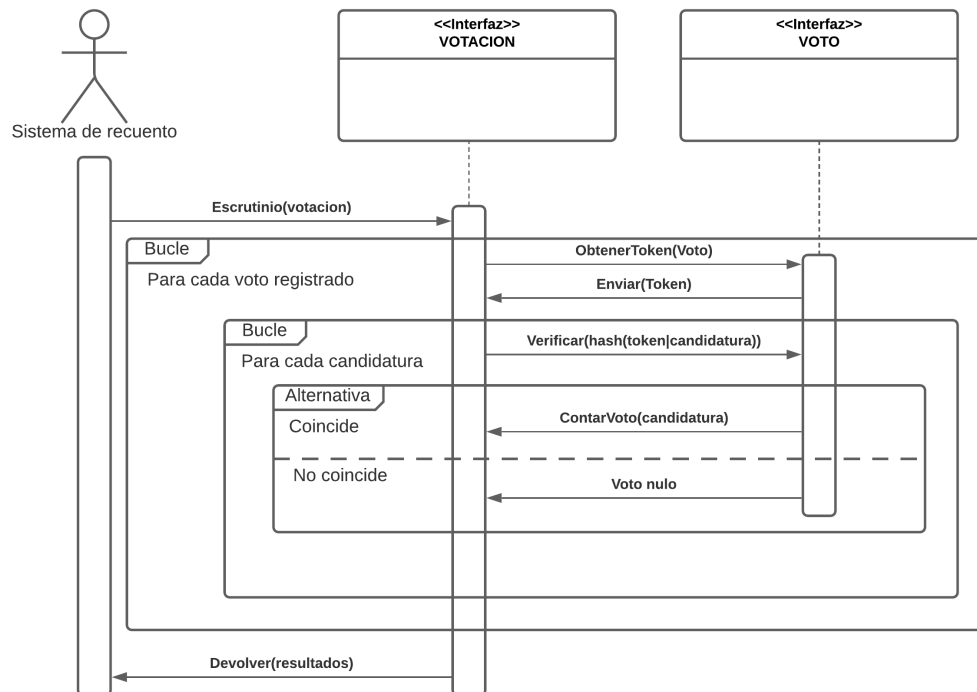 <<Interfaz>>
VOTACION
<<Interfaz>>
VOTO
Sistema de recuento
Escrutinio(votacion)
Bucle
Para cada voto registrado
ObtenerToken(Voto)
Enviar(Token)
Bucle
Para cada candidatura
Verificar(hash(token|candidatura))
Alternativa
Coincide
ContarVoto(candidatura)
No coincide
Voto nulo
Devolver(resultados)